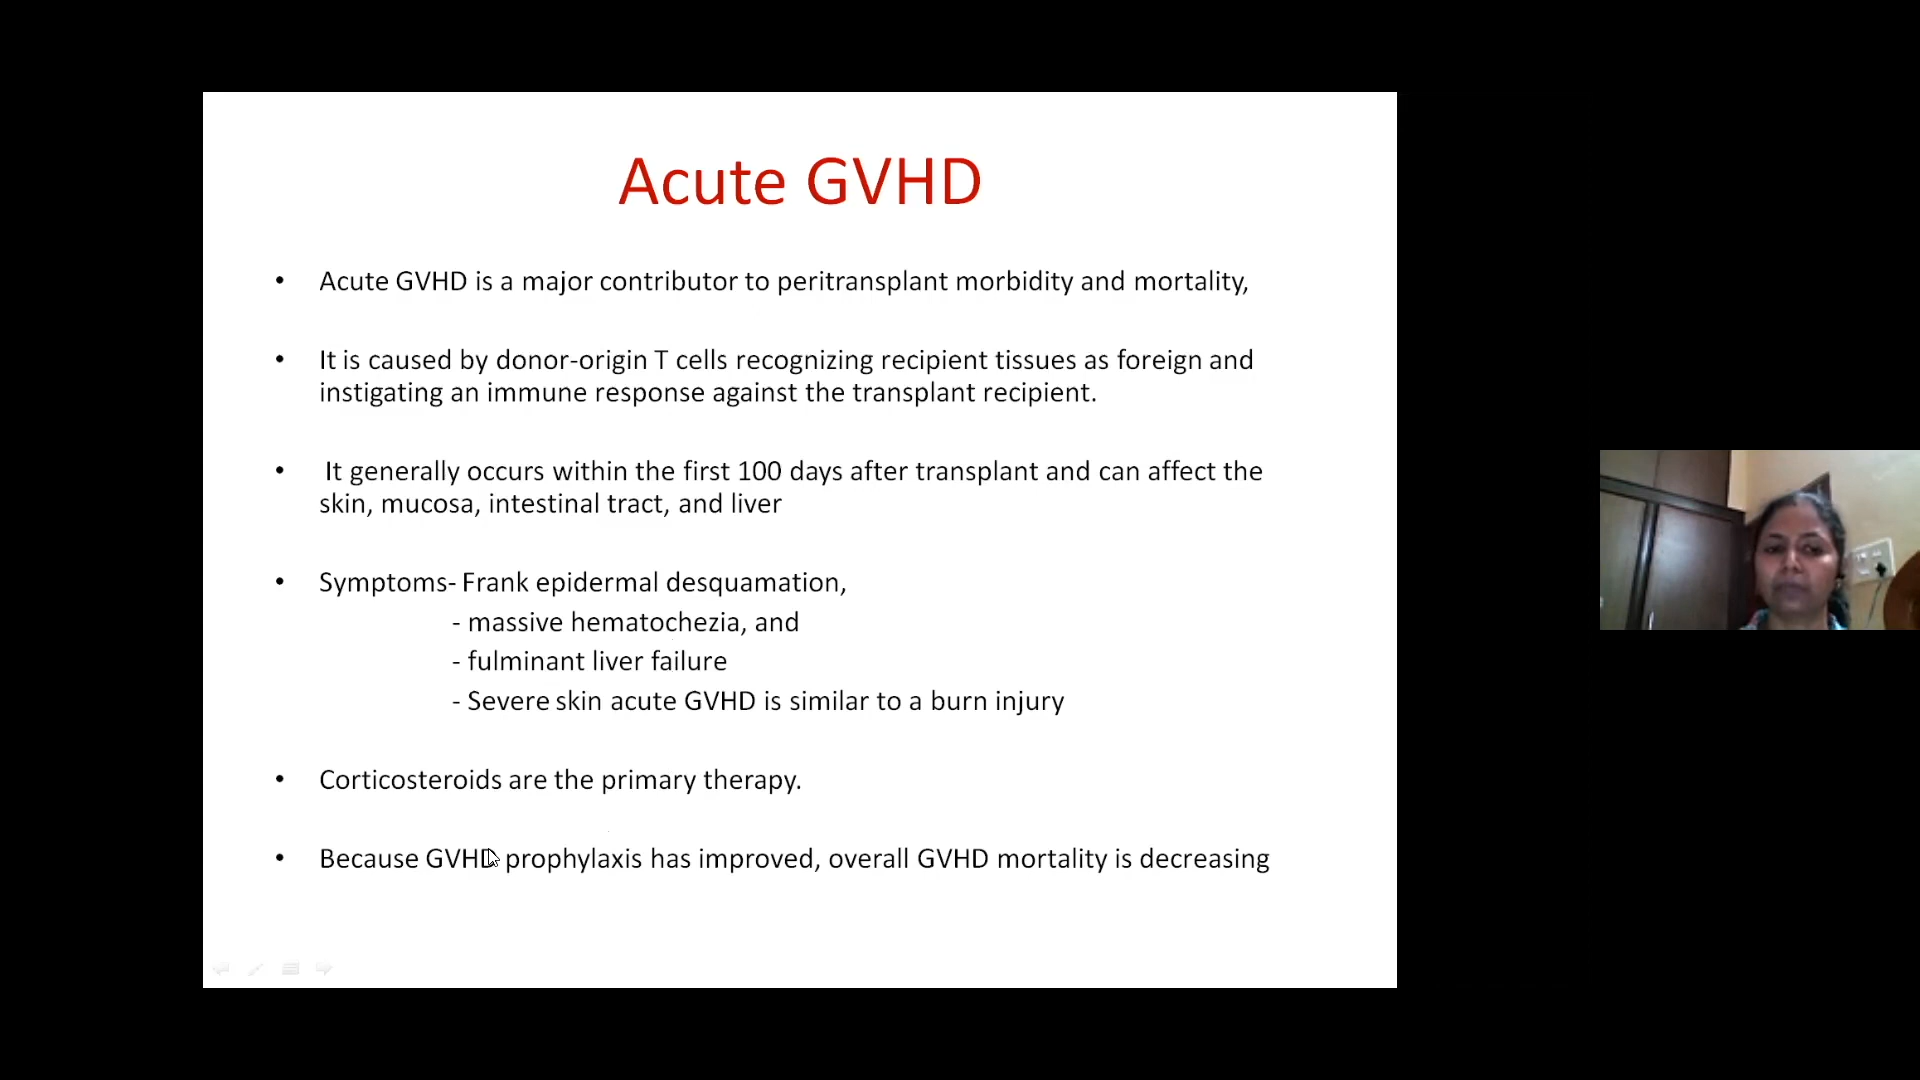 Acute GVHD
• Acute GVHD is a major contributor to peritransplant morbidity and mortality,
• It is caused by donor-origin T cells recognizing recipient tissues as foreign and
instigating an immune response against the transplant recipient.
• It generally occurs within the first 100 days after transplant and can affect the
skin, mucosa, intestinal tract, and liver
• Symptoms- Frank epidermal desquamation,
- massive hematochezia, and
- fulminant liver failure
- Severe skin acute GVHD is similar to a burn injury
• Corticosteroids are the primary therapy.
• Because GVHD prophylaxis has improved, overall GVHD mortality is decreasing